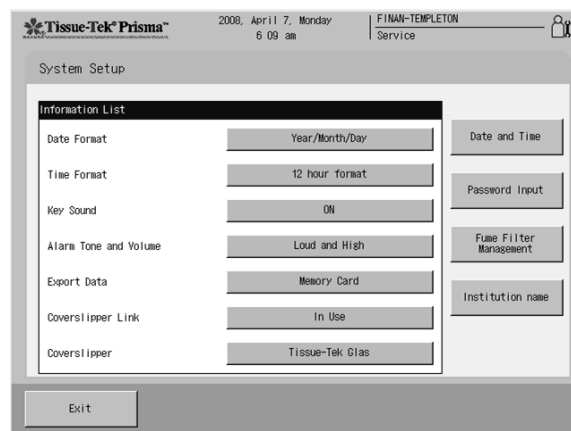 Tissue-Tek® Prisma™
2008, April 7, Monday
6 09 am
FINAN-TEMPLETON
Service
System Setup
Information List
Date Format Year/Month/Day
Time Format 12 hour format
Key Sound ON
Alarm Tone and Volume Loud and High
Export Data Memory Card
Coverslipper Link In Use
Coverslipper Tissue-Tek Glas
Date and Time
Password Input
Fume Filter
Management
Institution name
Exit